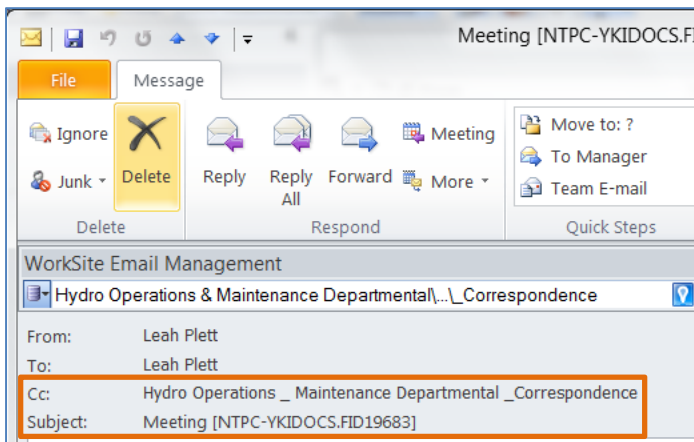 Meeting [NTPC-YKIDOCS.FI
File Message
Ignore
Junk
Delete
Reply
Reply All
Forward
Meeting
More
Move to: ?
To Manager
Team E-mail
Delete Respond Quick Steps
WorkSite Email Management
Hydro Operations & Maintenance Departmental\...\_Correspondence
From: Leah Plett
To: Leah Plett
Cc: Hydro Operations _ Maintenance Departmental _Correspondence
Subject: Meeting [NTPC-YKIDOCS.FID19683]